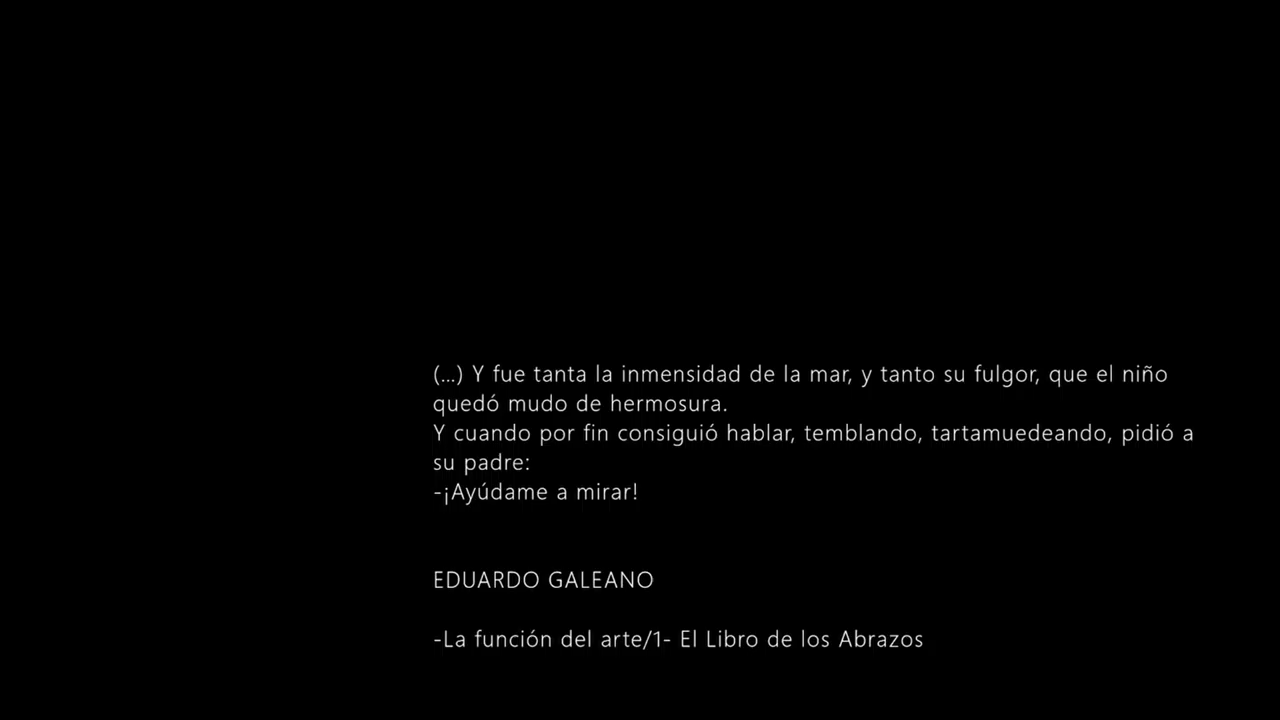 (...) Y fue tanta la inmensidad de la mar, y tanto su fulgor, que el niño
quedó mudo de hermosura.
Y cuando por fin consiguió hablar, temblando, tartamuedeando, pidió a
su padre:
-¡Ayúdame a mirar!
EDUARDO GALEANO
-La función del arte/1- El Libro de los Abrazos